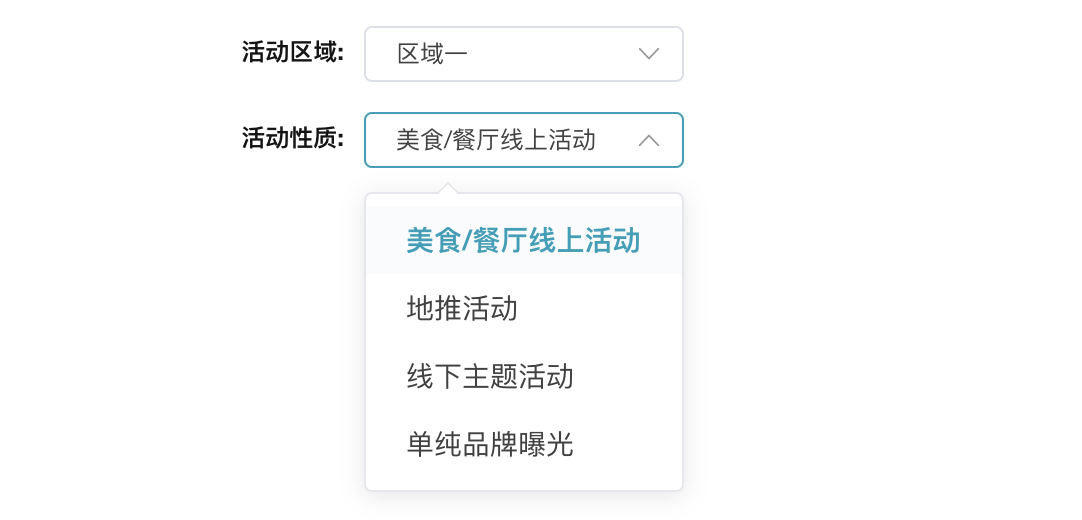 活动区域: 区域一
活动性质: 美食/餐厅线上活动
美食/餐厅线上活动
地推活动
线下主题活动
单纯品牌曝光